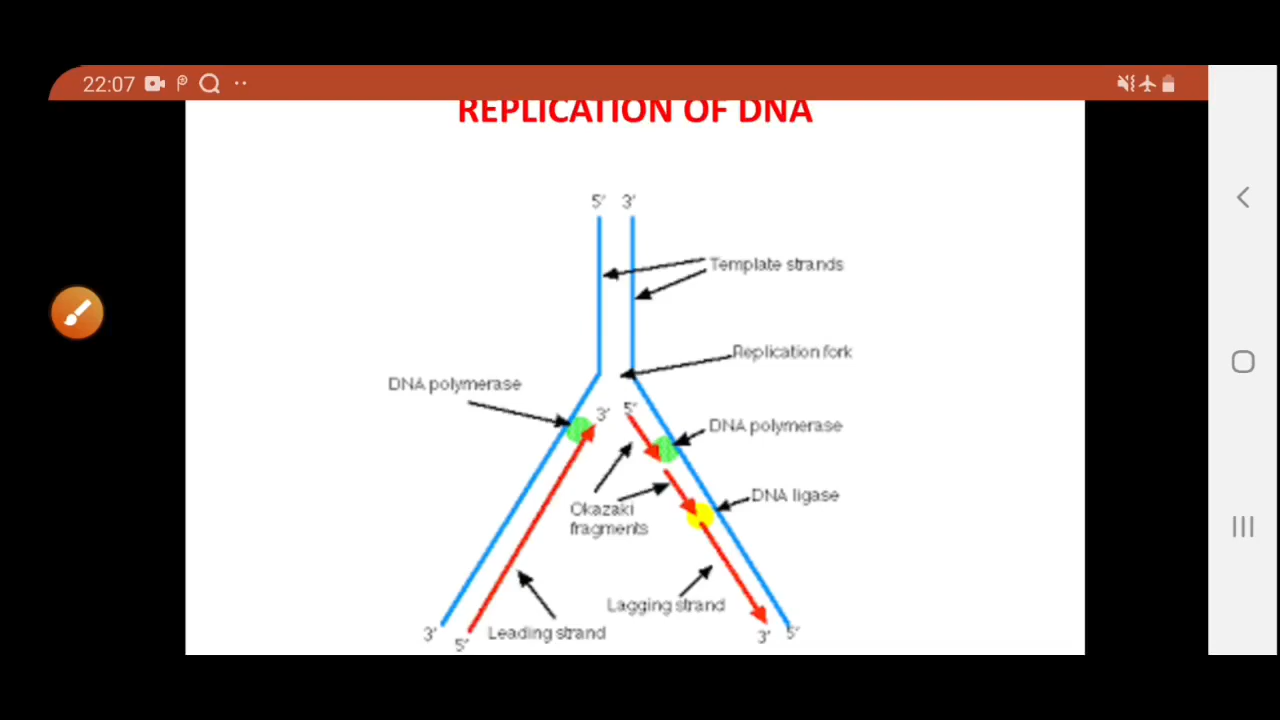 22:07
REPLICATION OF DNA
5' 3'
Template strands
Replication fork
DNA polymerase
3' 5'
DNA polymerase
DNA ligase
Okazaki
fragments
Lagging strand
Leading strand
3' 5'
3' 5'